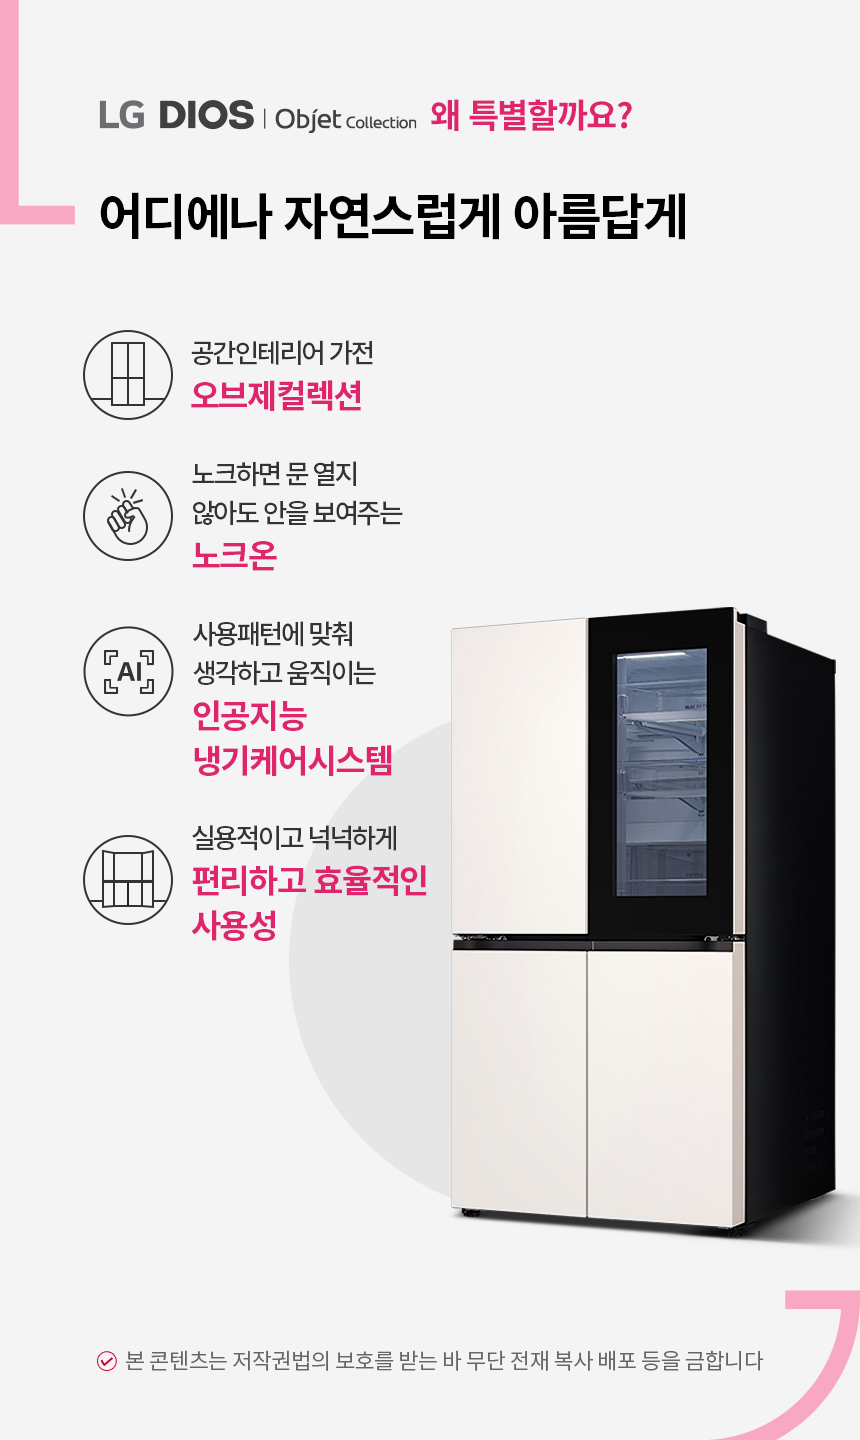 LG DIOS | Objet Collection 왜 특별할까요?
어디에나 자연스럽게 아름답게
공간인테리어 가전
오브제컬렉션
노크하면 문 열지
않아도 안을 보여주는
노크온
사용패턴에 맞춰
생각하고 움직이는
AI
인공지능
냉기케어시스템
실용적이고 넉넉하게
편리하고 효율적인
사용성
본 콘텐츠는 저작권법의 보호를 받는 바 무단 전재 복사 배포 등을 금합니다